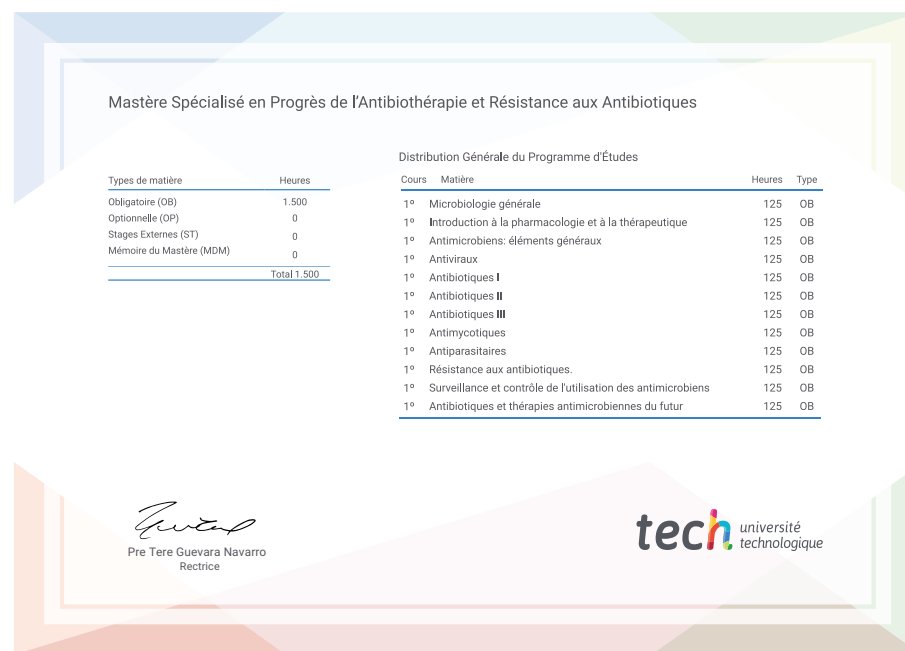 Mastère Spécialisé en Progrès de l'Antibiothérapie et Résistance aux Antibiotiques
Types de matière Heures
Obligatoire (OB) 1.500
Optionnelle (OP) 0
Stages Externes (ST) 0
Mémoire du Mastère (MDM) 0
Total 1.500
Distribution Générale du Programme d'Études
Cours Matière Heures Type
1º Microbiologie générale 125 OB
1º Introduction à la pharmacologie et à la thérapeutique 125 OB
1º Antimicrobiens: éléments généraux 125 OB
1º Antiviraux 125 OB
1º Antibiotiques I 125 OB
1º Antibiotiques II 125 OB
1º Antibiotiques III 125 OB
1º Antimycotiques 125 OB
1º Antiparasitaires 125 OB
1º Résistance aux antibiotiques. 125 OB
1º Surveillance et contrôle de l'utilisation des antimicrobiens 125 OB
1º Antibiotiques et thérapies antimicrobiennes du futur 125 OB
Pre Tere Guevara Navarro
Rectrice
tech université
technologique